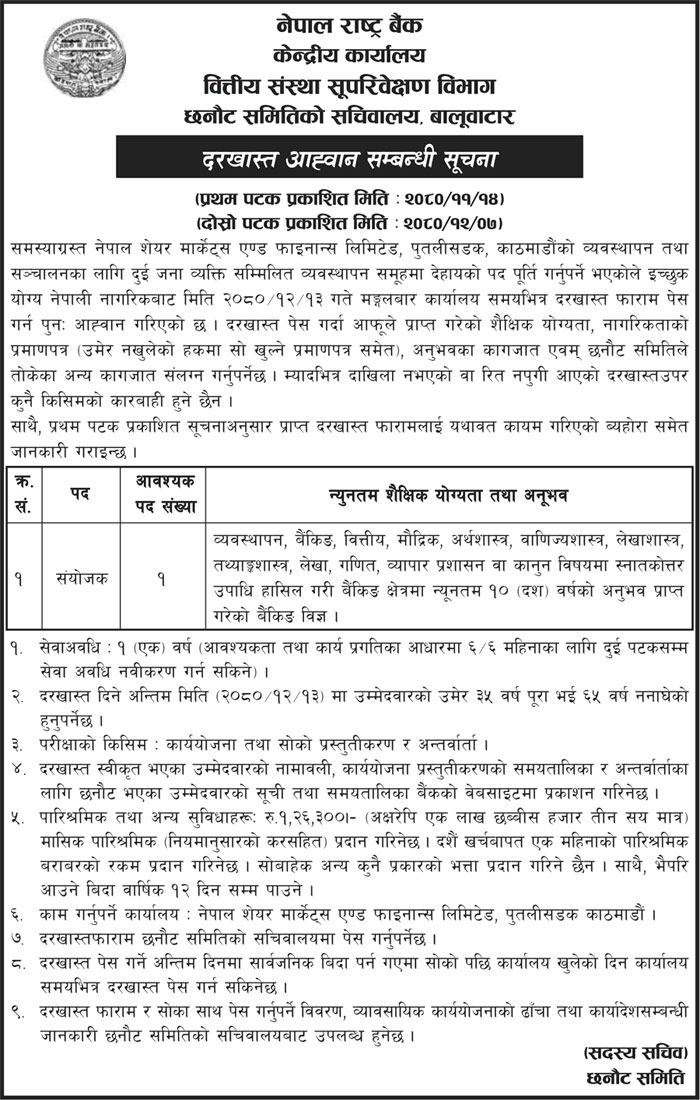 नेपाल राष्ट्र बैंक
केन्द्रीय कार्यालय
वित्तीय संस्था सूपरिवेक्षण विभाग
छनौट समितिको सचिवालय, बालूवाटार
दरखास्त आह्वान सम्बन्धी सूचना
(प्रथम पटक प्रकाशित मिति : २०८०/११/१४)
(दोस्रो पटक प्रकाशित मिति : २०८०/१२/०७)
समस्याग्रस्त नेपाल शेयर मार्केट्स एण्ड फाइनान्स लिमिटेड, पुतलीसडक, काठमाडौंको व्यवस्थापन तथा
सञ्चालनका लागि दुई जना व्यक्ति सम्मिलित व्यवस्थापन समूहमा देहायको पद पूर्ति गर्नुपर्ने भएकोले इच्छुक
योग्य नेपाली नागरिकबाट मिति २०८०/१२/१३ गते मङ्गलबार कार्यालय समयभित्र दरखास्त फाराम पेस
गर्न पुनः आह्वान गरिएको छ । दरखास्त पेस गर्दा आफूले प्राप्त गरेको शैक्षिक योग्यता, नागरिकताको
प्रमाणपत्र (उमेर नखुलेको हकमा सो खुल्ने प्रमाणपत्र समेत), अनुभवका कागजात एवम् छनौट समितिले
तोकेका अन्य कागजात संलग्न गर्नुपर्नेछ । म्यादभित्र दाखिला नभएको वा रित नपुगी आएको दरखास्तउपर
कुनै किसिमको कारबाही हुने छैन ।
साथै, प्रथम पटक प्रकाशित सूचनाअनुसार प्राप्त दरखास्त फारामलाई यथावत कायम गरिएको व्यहोरा समेत
जानकारी गराइन्छ ।
क्र. सं.
पद
आवश्यक पद संख्या
न्युनतम शैक्षिक योग्यता तथा अनूभव
१
संयोजक
१
व्यवस्थापन, बैंकिङ, वित्तीय, मौद्रिक, अर्थशास्त्र, वाणिज्यशास्त्र, लेखाशास्त्र,
तथ्याङ्कशास्त्र, लेखा, गणित, व्यापार प्रशासन वा कानुन विषयमा स्नातकोत्तर
उपाधि हासिल गरी बैंकिङ क्षेत्रमा न्यूनतम १० (दश) वर्षको अनुभव प्राप्त
गरेको बैंकिङ विज्ञ ।
१. सेवाअवधि : १ (एक) वर्ष (आवश्यकता तथा कार्य प्रगतिका आधारमा ६/६ महिनाका लागि दुई पटकसम्म
सेवा अवधि नवीकरण गर्न सकिने) ।
२. दरखास्त दिने अन्तिम मिति (२०८०/१२/१३) मा उम्मेदवारको उमेर ३५ वर्ष पूरा भई ६५ वर्ष ननाघेको
हुनुपर्नेछ ।
३. परीक्षाको किसिम : कार्ययोजना तथा सोको प्रस्तुतीकरण र अन्तर्वार्ता ।
४. दरखास्त स्वीकृत भएका उम्मेदवारको नामावली, कार्ययोजना प्रस्तुतीकरणको समयतालिका र अन्तर्वार्ताका
लागि छनौट भएका उम्मेदवारको सूची तथा समयतालिका बैंकको वेबसाइटमा प्रकाशन गरिनेछ ।
५. पारिश्रमिक तथा अन्य सुविधाहरूः रु.१,२६,३००।- (अक्षरेपि एक लाख छब्बीस हजार तीन सय मात्र)
मासिक पारिश्रमिक (नियमानुसारको करसहित) प्रदान गरिनेछ । दशैं खर्चबापत एक महिनाको पारिश्रमिक
बराबरको रकम प्रदान गरिनेछ । सोबाहेक अन्य कुनै प्रकारको भत्ता प्रदान गरिने छैन । साथै, भैपरि
आउने बिदा वार्षिक १२ दिन सम्म पाउने ।
६. काम गर्नुपर्ने कार्यालय : नेपाल शेयर मार्केट्स एण्ड फाइनान्स लिमिटेड, पुतलीसडक काठमाडौं ।
७. दरखास्तफाराम छनौट समितिको सचिवालयमा पेस गर्नुपर्नेछ ।
८. दरखास्त पेस गर्ने अन्तिम दिनमा सार्वजनिक बिदा पर्न गएमा सोको पछि कार्यालय खुलेको दिन कार्यालय
समयभित्र दरखास्त पेस गर्न सकिनेछ ।
९. दरखास्त फाराम र सोका साथ पेस गर्नुपर्ने विवरण, व्यावसायिक कार्ययोजनाको ढाँचा तथा कार्यादेशसम्बन्धी
जानकारी छनौट समितिको सचिवालयबाट उपलब्ध हुनेछ ।
(सदस्य सचिव)
छनौट समिति